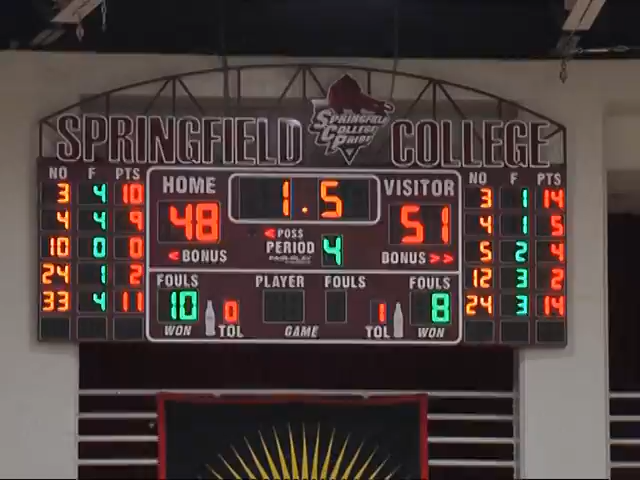 SPRINGFIELD COLLEGE
SPRINGFIELD
COLLEGE
PRIDE
NO F PTS
3 4 10
4 4 9
10 0 0
24 1 2
33 4 11
HOME 1.5 VISITOR
48 51
<POSS
PERIOD 4
<BONUS BONUS>>
FOULS PLAYER FOULS FOULS
10 0 1 8
WON TOL GAME TOL WON
NO F PTS
3 1 14
4 1 5
5 2 4
12 3 2
24 3 14